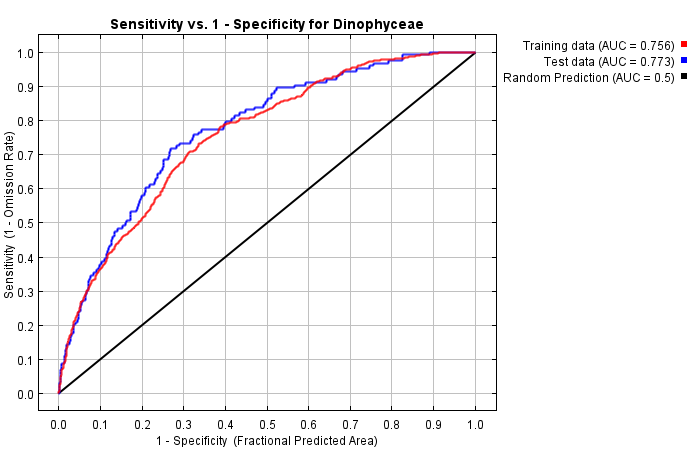 Sensitivity vs. 1 - Specificity for Dinophyceae
Training data (AUC = 0.756)
Test data (AUC = 0.773)
Random Prediction (AUC = 0.5)
Sensitivity (1 - Omission Rate)
1.0
0.9
0.8
0.7
0.6
0.5
0.4
0.3
0.2
0.1
0.0
0.0 0.1 0.2 0.3 0.4 0.5 0.6 0.7 0.8 0.9 1.0
1 - Specificity (Fractional Predicted Area)